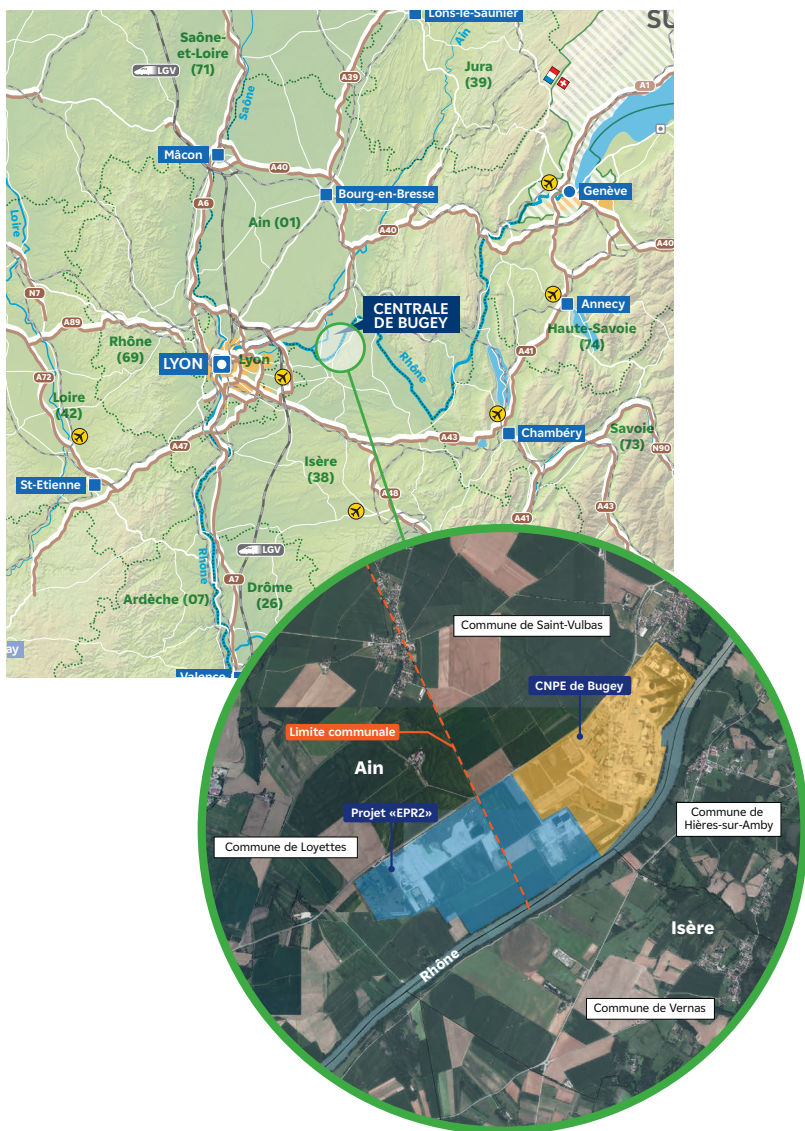 Lons-le-Saunier
SU
Saône-
et-Loire
(71)
Ain
LGV
Jura
(39)
A39
A1
Saône
Mâcon
A40
Genève
Bourg-en-Bresse
A6
Loire
Ain (01)
A40
A40
N7
CENTRALE
DE BUGEY
Annecy
A89
Haute-Savoie
(74)
Rhône
(69)
LYON
Lyon
A41
Rhône
A72
Loire
(42)
Chambéry
A43
Savoie
(73)
A47
N90
Isère
(38)
St-Etienne
A48
A43
A41
Rhône
LGV
A7
Drôme
(26)
Ardèche (07)
ay
Valence
Commune de Saint-Vulbas
CNPE de Bugey
Limite communale
Ain
Projet «EPR2»
Commune de
Hières-sur-Amby
Commune de Loyettes
Isère
Rhône
Commune de Vernas